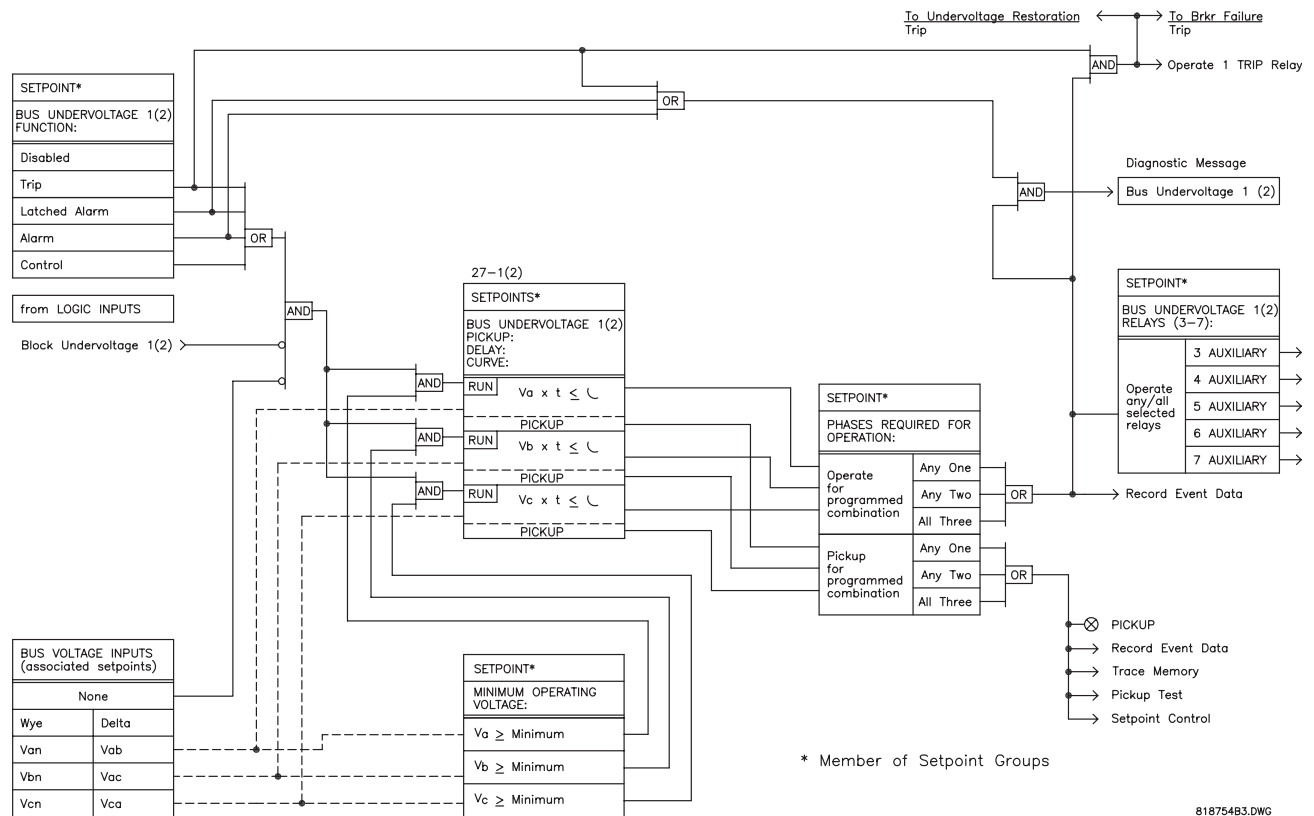 To Undervoltage Restoration
Trip
To Brkr Failure
Trip
AND
Operate 1 TRIP Relay
OR
SETPOINT*
BUS UNDERVOLTAGE 1(2)
FUNCTION:
Disabled
Trip
Latched Alarm
Alarm
Control
OR
AND
Diagnostic Message
Bus Undervoltage 1 (2)
from LOGIC INPUTS
Block Undervoltage 1(2)
AND
27-1(2)
SETPOINTS*
BUS UNDERVOLTAGE 1(2)
PICKUP:
DELAY:
CURVE:
AND
RUN
Va x t ≤
PICKUP
AND
RUN
Vb x t ≤
PICKUP
AND
RUN
Vc x t ≤
PICKUP
SETPOINT*
BUS UNDERVOLTAGE 1(2)
RELAYS (3-7):
Operate
any/all
selected
relays
3 AUXILIARY
4 AUXILIARY
5 AUXILIARY
6 AUXILIARY
7 AUXILIARY
SETPOINT*
PHASES REQUIRED FOR
OPERATION:
Operate
for
programmed
combination
Any One
Any Two
All Three
OR
Record Event Data
Pickup
for
programmed
combination
Any One
Any Two
All Three
OR
PICKUP
Record Event Data
Trace Memory
Pickup Test
Setpoint Control
BUS VOLTAGE INPUTS
(associated setpoints)
None
Wye Delta
Van Vab
Vbn Vac
Vcn Vca
SETPOINT*
MINIMUM OPERATING
VOLTAGE:
Va ≥ Minimum
Vb ≥ Minimum
Vc ≥ Minimum
* Member of Setpoint Groups
818754B3.DWG